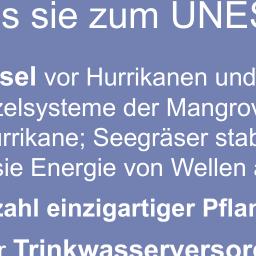 s sie zum UNES
sel vor Hurrikanen und
zelsysteme der Mangrov
urrikane; Seegräser stab
sie Energie von Wellen a
zahl einzigartiger Pflan
r Trinkwasserversorg